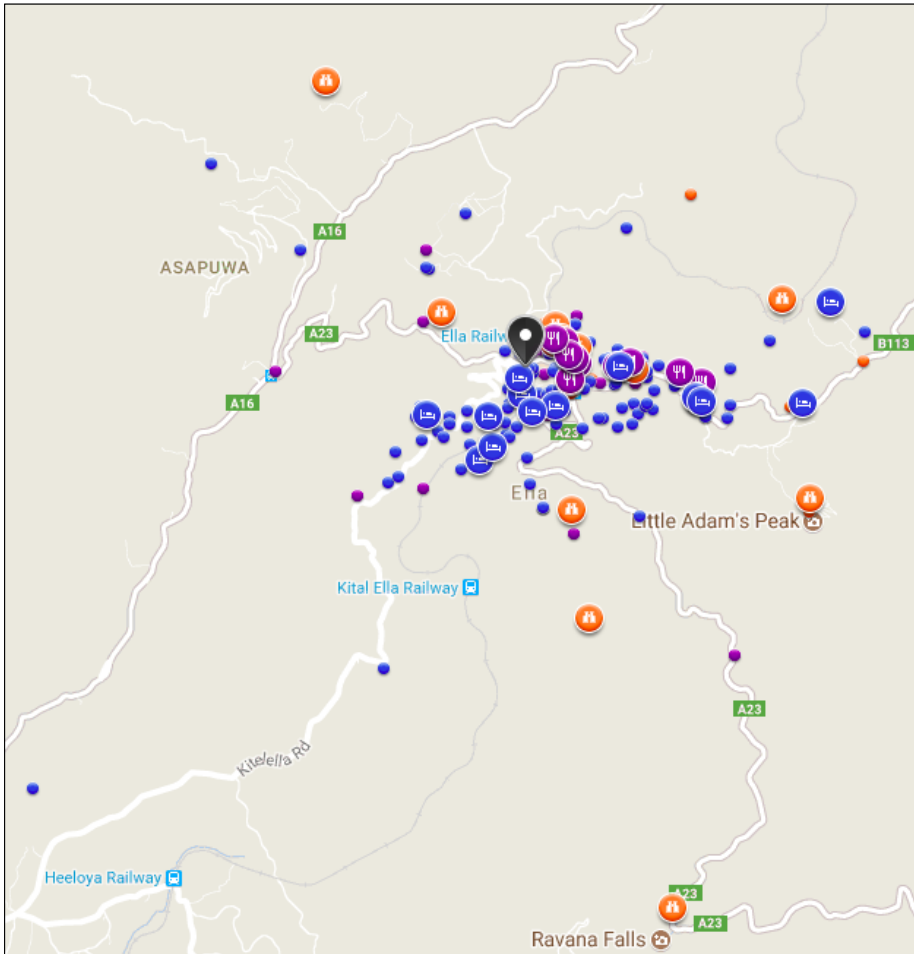 A16
ASAPUWA
A23
Ella Railw
B113
A16
A23
Ella
Little Adam's Peak
Kital Ella Railway
A23
Kitelella Rd
Heeloya Railway
A23
A23
Ravana Falls